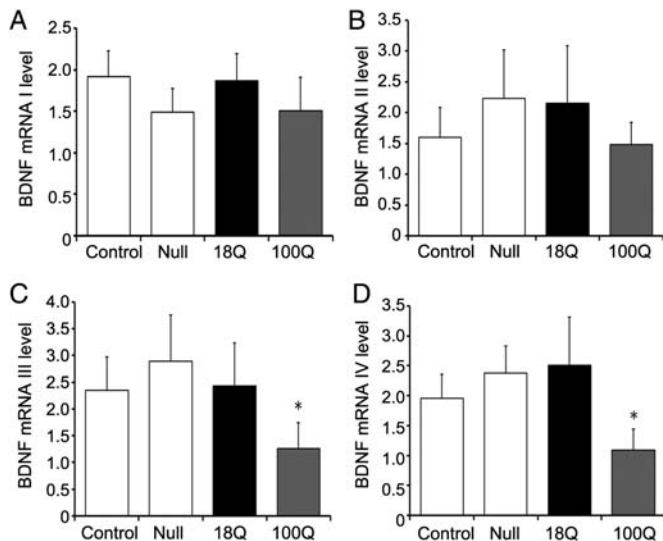 A
BDNF mRNA I level
2.5
2.0
1.5
1.0
0.5
0
Control Null 18Q 100Q
B
BDNF mRNA II level
3.5
3.0
2.5
2.0
1.5
1.0
0.5
0
Control Null 18Q 100Q
C
BDNF mRNA III level
4.0
3.5
3.0
2.5
2.0
1.5
1.0
0.5
0
*
Control Null 18Q 100Q
D
BDNF mRNA IV level
3.5
3.0
2.5
2.0
1.5
1.0
0.5
0
*
Control Null 18Q 100Q